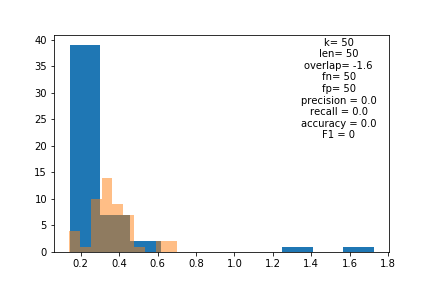 40
35
30
25
20
15
10
5
0
0.2 0.4 0.6 0.8 1.0 1.2 1.4 1.6 1.8
k= 50
len= 50
overlap= -1.6
fn= 50
fp= 50
precision = 0.0
recall = 0.0
accuracy = 0.0
F1 = 0